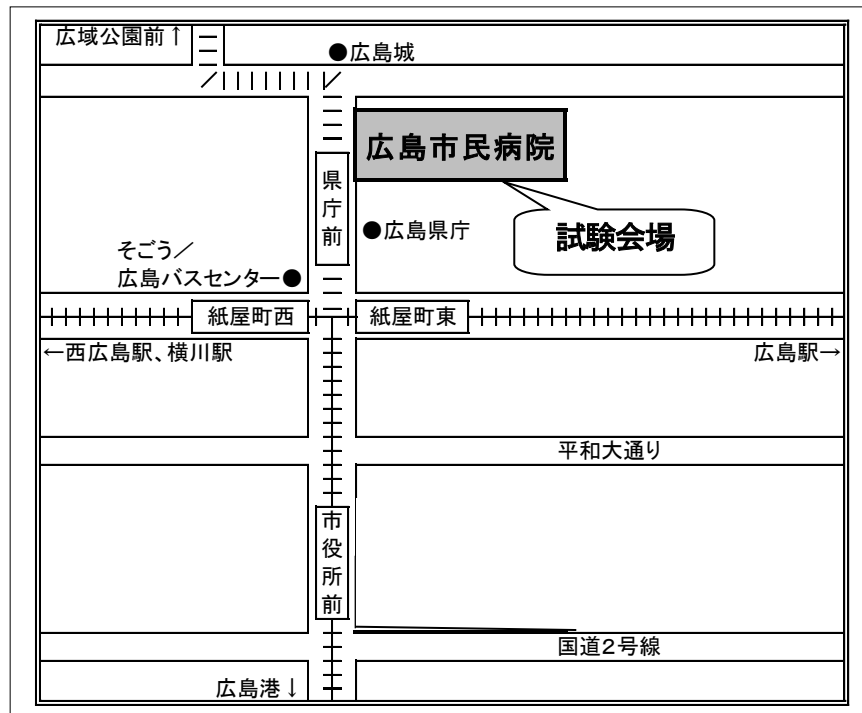 広域公園前↑
●広島城
広島市民病院
県庁前
●広島県庁
試験会場
そごう／
広島バスセンター●
紙屋町西
紙屋町東
←西広島駅、横川駅
広島駅→
平和大通り
市役所前
国道2号線
広島港↓